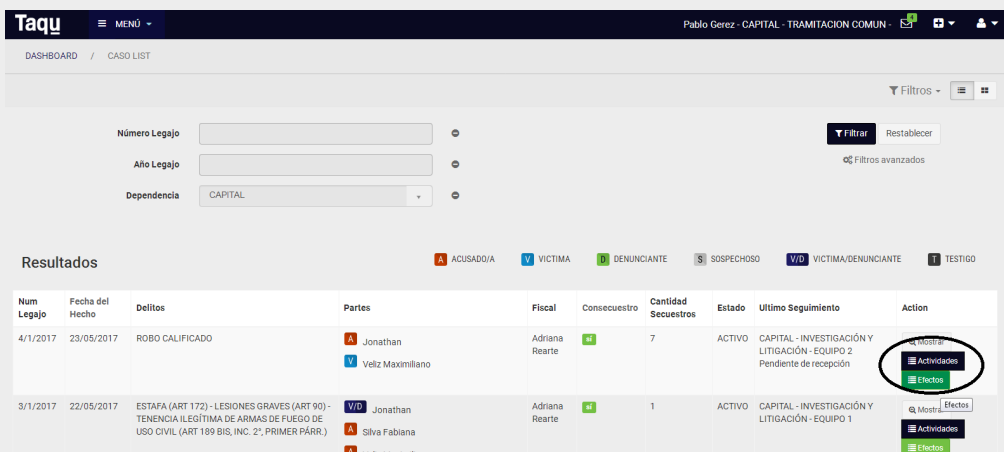 Taqu
MENÚ
Pablo Gerez - CAPITAL - TRAMITACION COMUN -
4
DASHBOARD / CASO LIST
Filtros
Número Legajo
Filtrar
Restablecer
Año Legajo
Filtros avanzados
Dependencia
CAPITAL
Resultados
A ACUSADO/A
V VICTIMA
D DENUNCIANTE
S SOSPECHOSO
V/D VICTIMA/DENUNCIANTE
T TESTIGO
Num Legajo
Fecha del Hecho
Delitos
Partes
Fiscal
Consecuestro
Cantidad Secuestros
Estado
Ultimo Seguimiento
Action
4/1/2017
23/05/2017
ROBO CALIFICADO
A Jonathan
V Veliz Maximiliano
Adriana Rearte
sí
7
ACTIVO
CAPITAL - INVESTIGACIÓN Y
LITIGACIÓN - EQUIPO 2
Pendiente de recepción
Mostrar
Actividades
Efectos
3/1/2017
22/05/2017
ESTAFA (ART 172) - LESIONES GRAVES (ART 90) -
TENENCIA ILEGÍTIMA DE ARMAS DE FUEGO DE
USO CIVIL (ART 189 BIS, INC. 2°, PRIMER PÁRR.)
V/D Jonathan
A Silva Fabiana
A
Adriana Rearte
sí
1
ACTIVO
CAPITAL - INVESTIGACIÓN Y
LITIGACIÓN - EQUIPO 1
Mostrar
Efectos
Actividades
Efectos